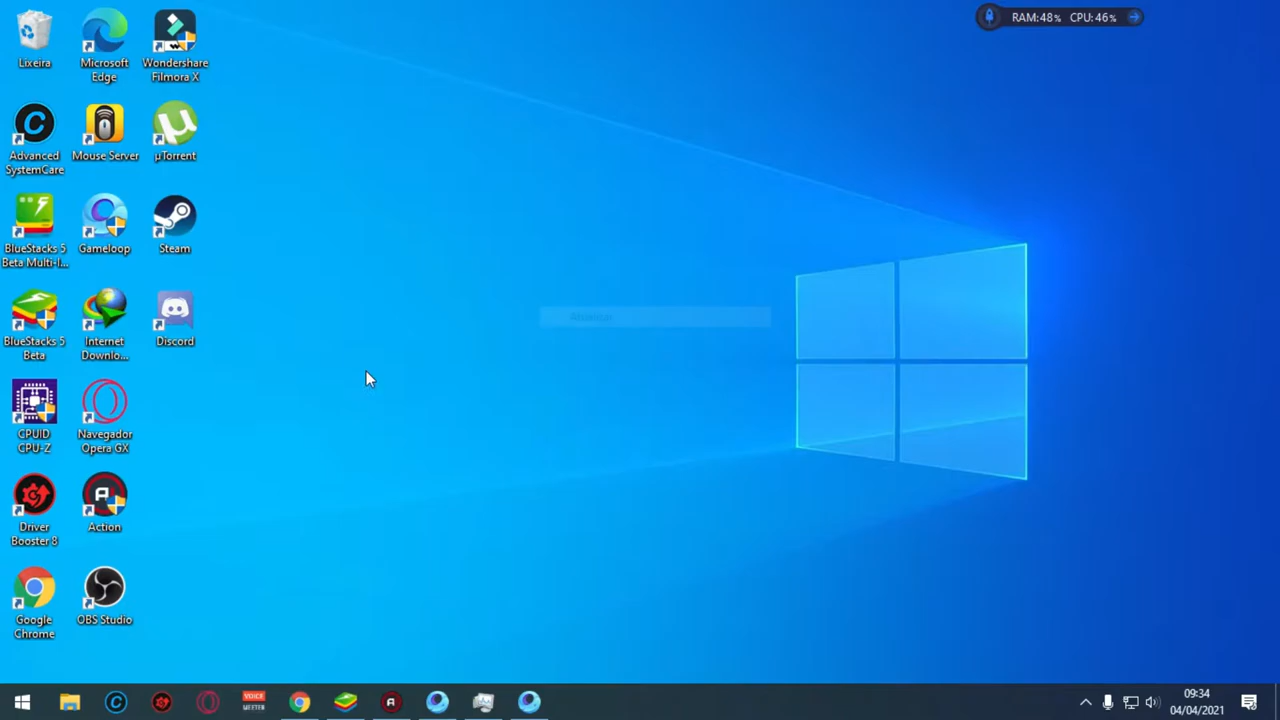 RAM:48% CPU:46%
Lixeira
Microsoft
Edge
Wondershare
Filmora X
Advanced
SystemCare
Mouse Server
µTorrent
BlueStacks 5
Beta Multi-I...
Gameloop
Steam
BlueStacks 5
Beta
Internet
Downlo...
Discord
CPUID
CPU-Z
Navegador
Opera GX
Driver
Booster 8
Action
Google
Chrome
OBS Studio
Atualizar
VOICE
MEETER
09:34
04/04/2021